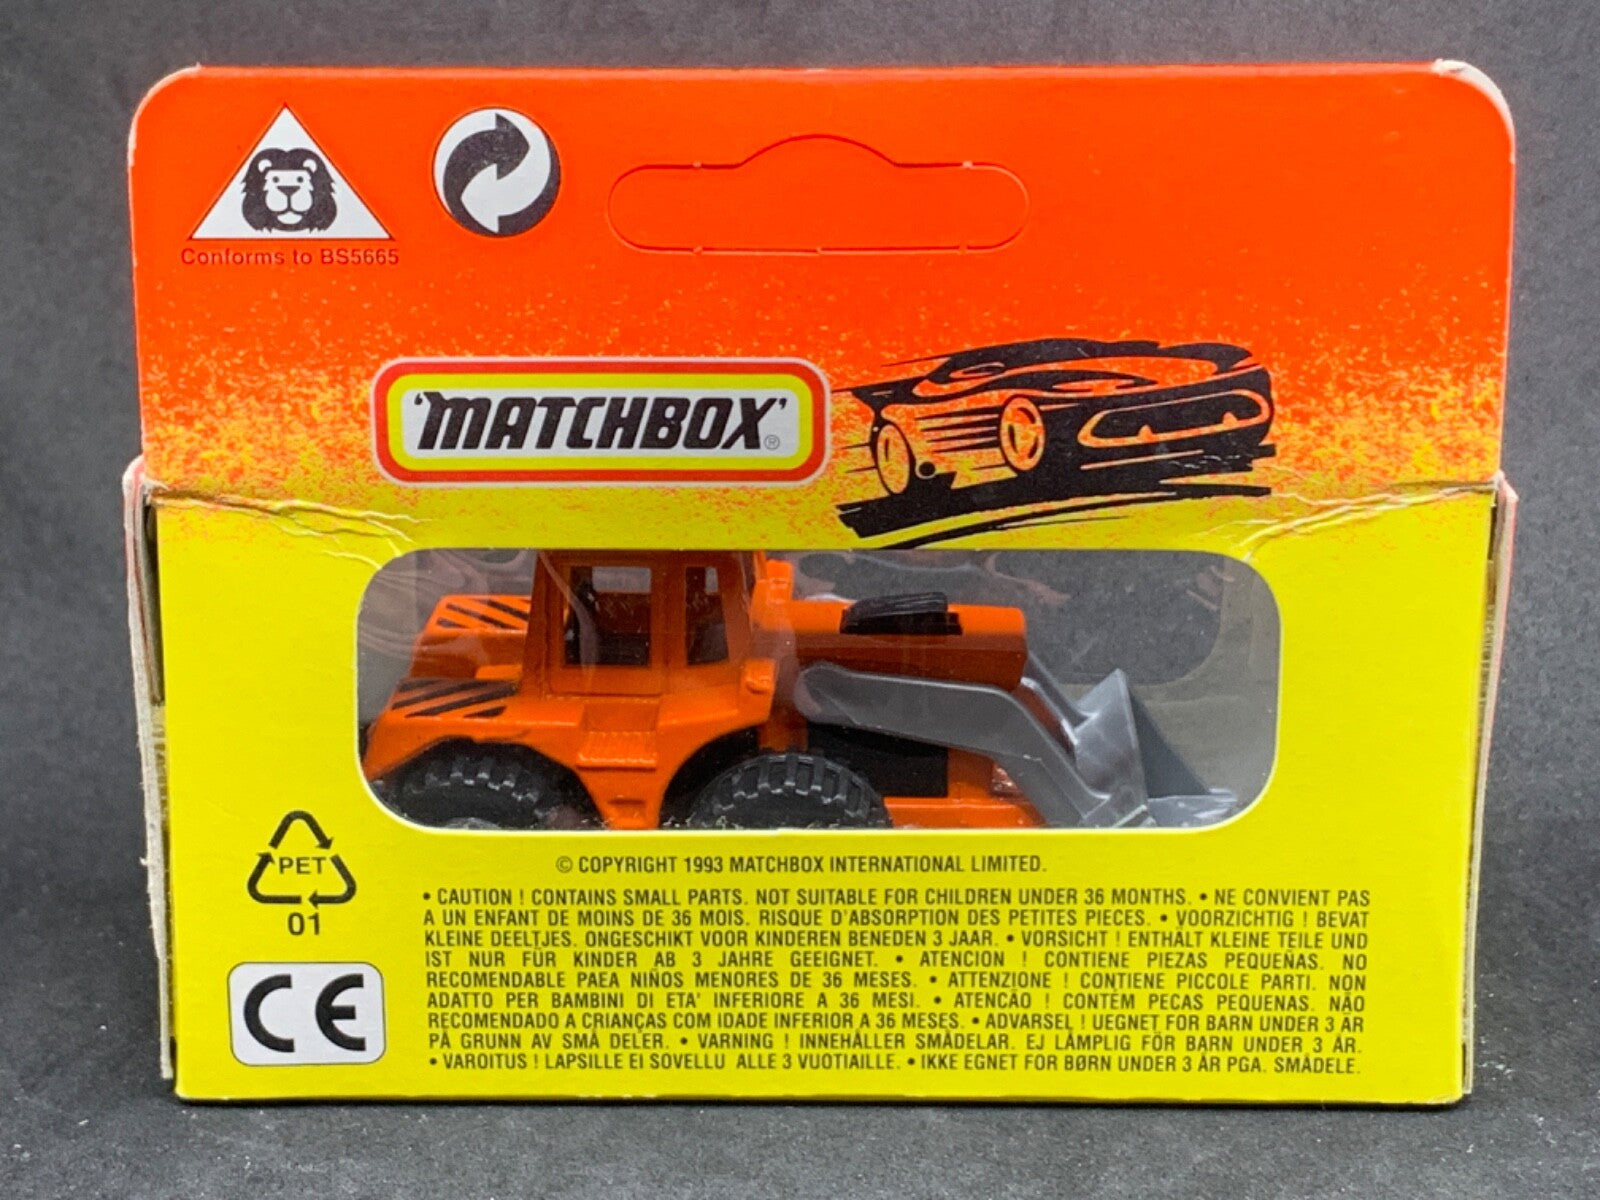 Conforms to BS5665
'MATCHBOX'®
PET
01
CE
© COPYRIGHT 1993 MATCHBOX INTERNATIONAL LIMITED.
• CAUTION ! CONTAINS SMALL PARTS. NOT SUITABLE FOR CHILDREN UNDER 36 MONTHS. • NE CONVIENT PAS
A UN ENFANT DE MOINS DE 36 MOIS. RISQUE D'ABSORPTION DES PETITES PIECES. • VOORZICHTIG ! BEVAT
KLEINE DEELTJES. ONGESCHIKT VOOR KINDEREN BENEDEN 3 JAAR. • VORSICHT ! ENTHÄLT KLEINE TEILE UND
IST NUR FÜR KINDER AB 3 JAHRE GEEIGNET. • ATENCION ! CONTIENE PIEZAS PEQUEÑAS. NO
RECOMENDABLE PAEA NIÑOS MENORES DE 36 MESES. • ATTENZIONE ! CONTIENE PICCOLE PARTI. NON
ADATTO PER BAMBINI DI ETA' INFERIORE A 36 MESI. • ATENCÃO ! CONTÉM PECAS PEQUENAS. NÃO
RECOMENDADO A CRIANÇAS COM IDADE INFERIOR A 36 MESES. • ADVARSEL ! UEGNET FOR BARN UNDER 3 ÅR
PÅ GRUNN AV SMÅ DELER. • VARNING ! INNEHÅLLER SMÅDELAR. EJ LÄMPLIG FÖR BARN UNDER 3 ÅR.
• VAROITUS ! LAPSILLE EI SOVELLU ALLE 3 VUOTIAILLE. • IKKE EGNET FOR BØRN UNDER 3 ÅR PGA. SMÅDELE.